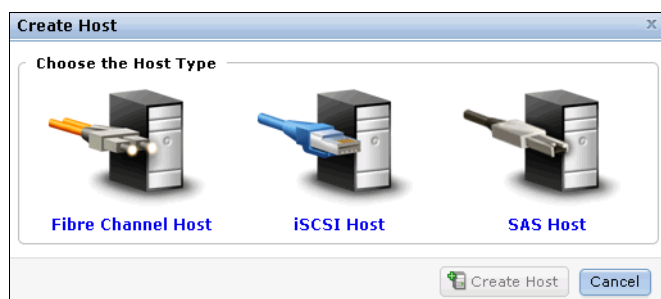 Create Host
x
Choose the Host Type
Fibre Channel Host
iSCSI Host
SAS Host
Create Host
Cancel